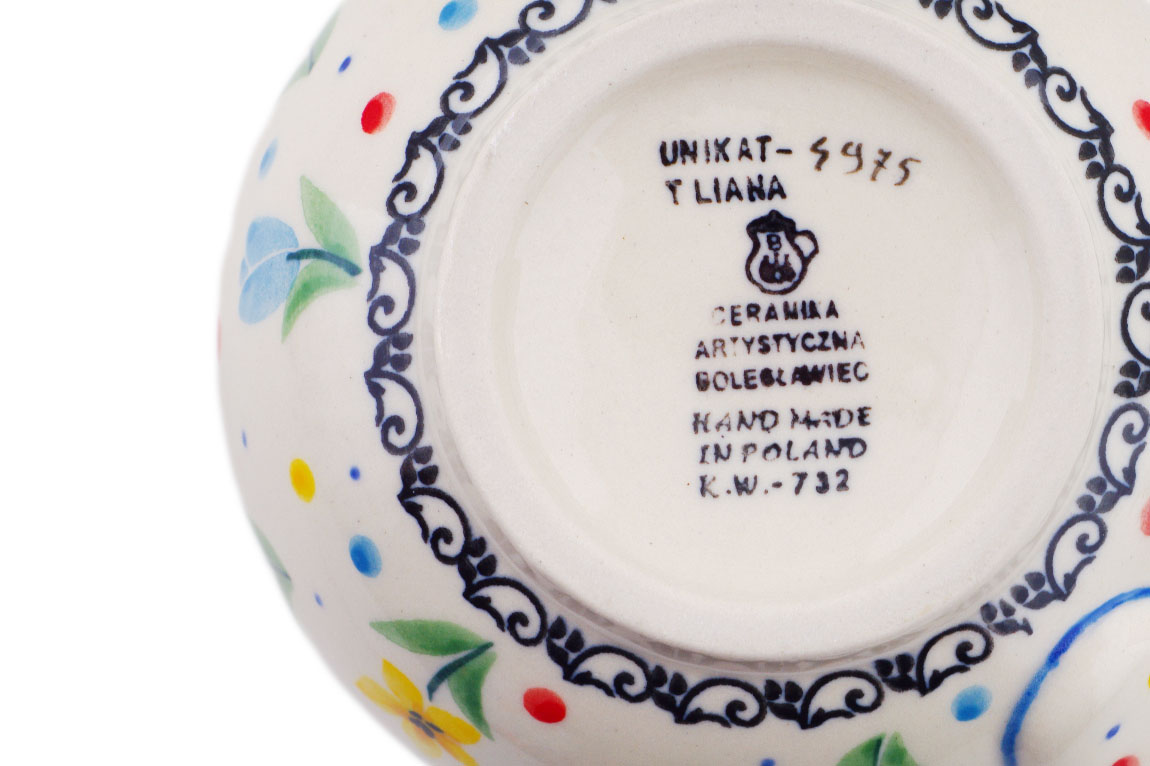 UNIKAT- 4975
T LIANA
B
CERAMIKA
ARTYSTYCZNA
BOLESŁAWIEC
HAND MADE
IN POLAND
K.W.-732